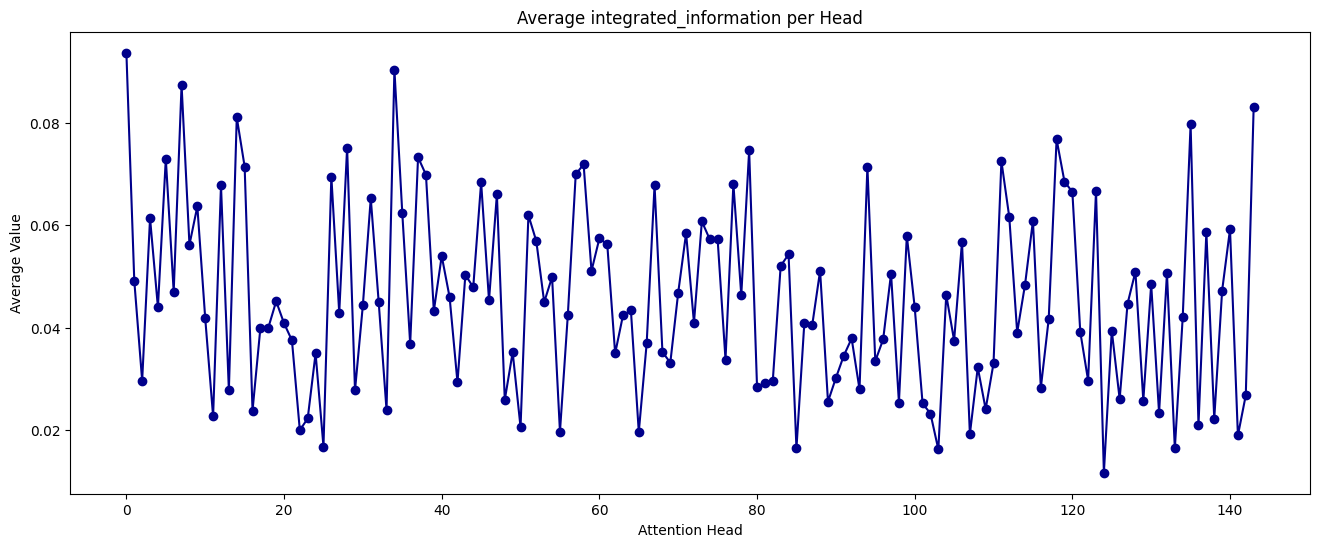 Average integrated_information per Head
Average Value
0.08
0.06
0.04
0.02
0 20 40 60 80 100 120 140
Attention Head